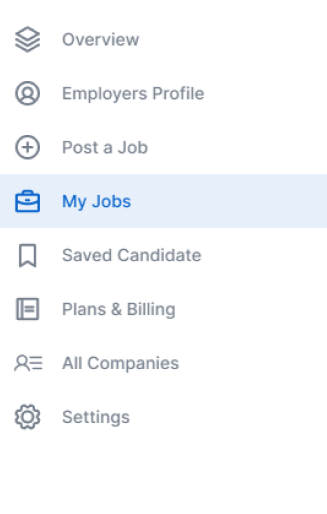 Overview
Employers Profile
Post a Job
My Jobs
Saved Candidate
Plans & Billing
All Companies
Settings